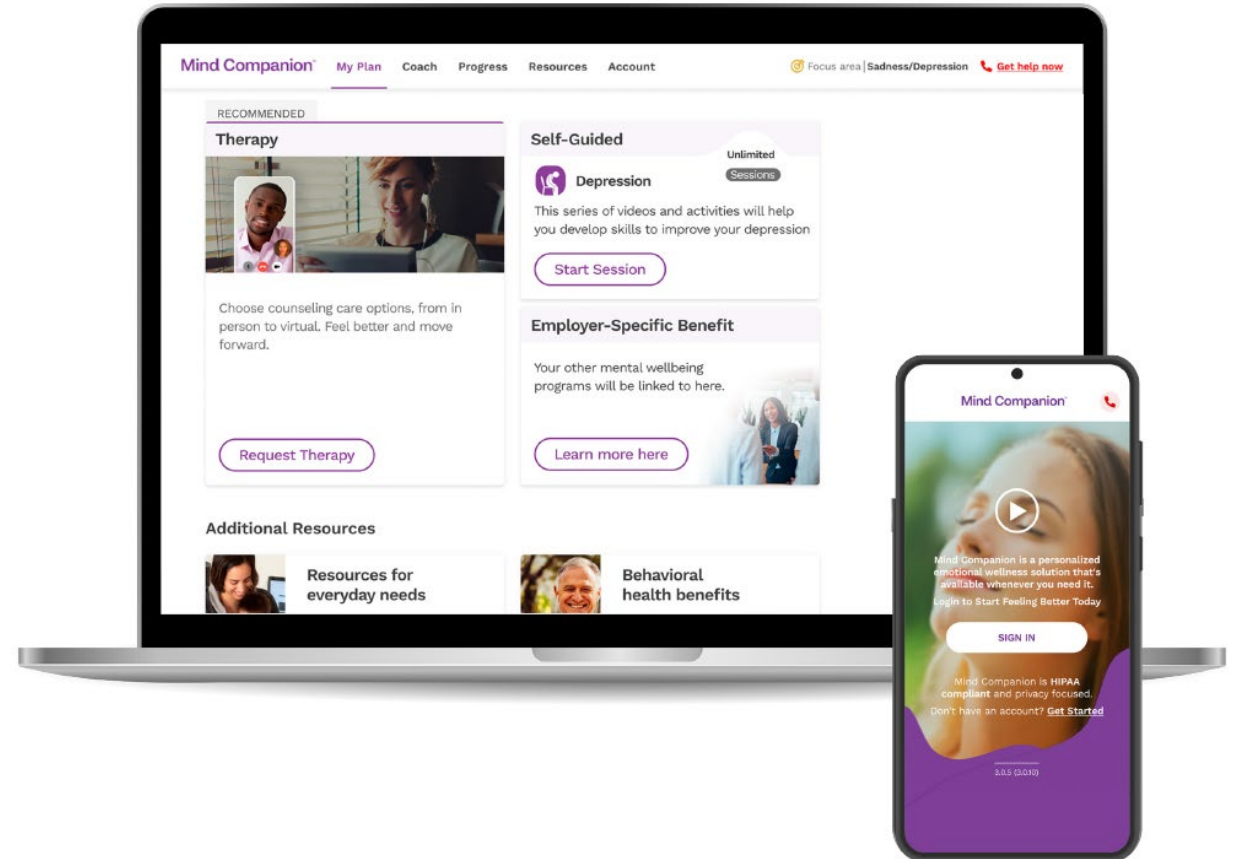 Mind Companion My Plan Coach Progress Resources Account Focus area | Sadness/Depression Get help now
RECOMMENDED
Therapy
Choose counseling care options, from in
person to virtual. Feel better and move
forward.
Request Therapy
Self-Guided
Unlimited
Sessions
Depression
This series of videos and activities will help
you develop skills to improve your depression
Start Session
Employer-Specific Benefit
Your other mental wellbeing
programs will be linked to here.
Learn more here
Additional Resources
Resources for
everyday needs
Behavioral
health benefits
Mind Companion
Mind Companion is a personalized
emotional wellness solution that's
available whenever you need it.
Login to Start Feeling Better Today
SIGN IN
Mind Companion is HIPAA
compliant and privacy focused.
Don't have an account? Get Started
3.0.5 (3.0.10)